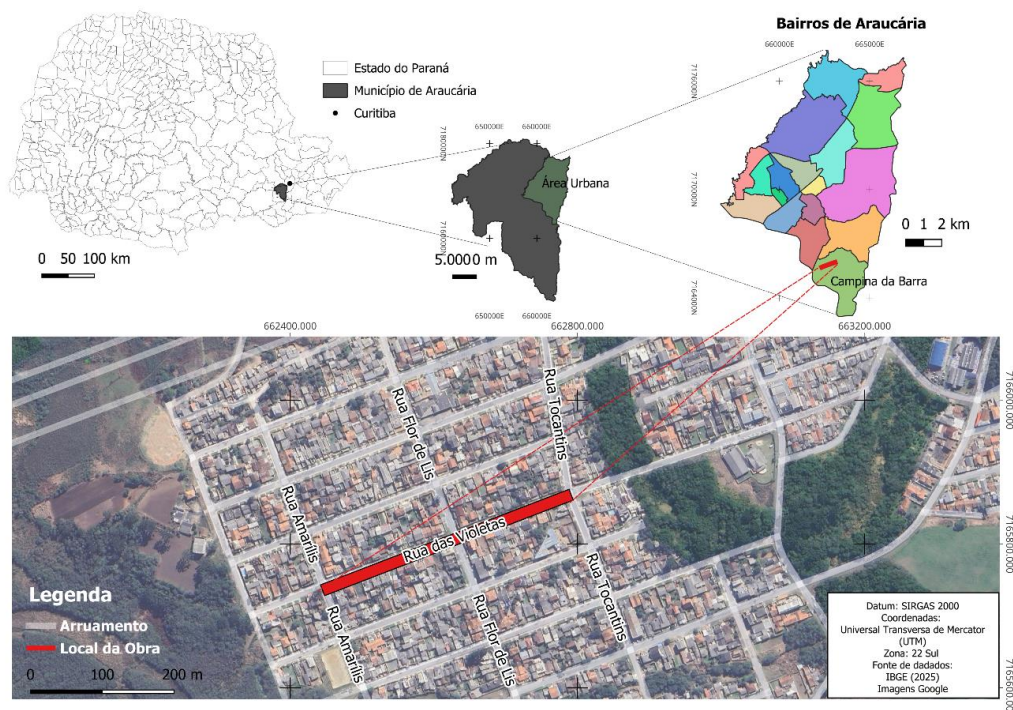 Bairros de Araucária
660000E
665000E
7176000N
7170000N
7164000N
Estado do Paraná
Município de Araucária
Curitiba
650000E
660000E
7180000N
7160000N
Área Urbana
0 50 100 km
5.0000 m
650000E
660000E
0 1 2 km
Campina da Barra
662400.000
662800.000
663200.000
7166000.000
7165800.000
7165600.00
Rua Flor de Lis
Rua Tocantins
Rua Amarilis
Rua das Violetas
Rua Tocantins
Rua Amarilis
Rua Flor de Lis
Legenda
Arruamento
Local da Obra
0 100 200 m
Datum: SIRGAS 2000
Coordenadas:
Universal Transversa de Mercator
(UTM)
Zona: 22 Sul
Fonte de dadados:
IBGE (2025)
Imagens Google